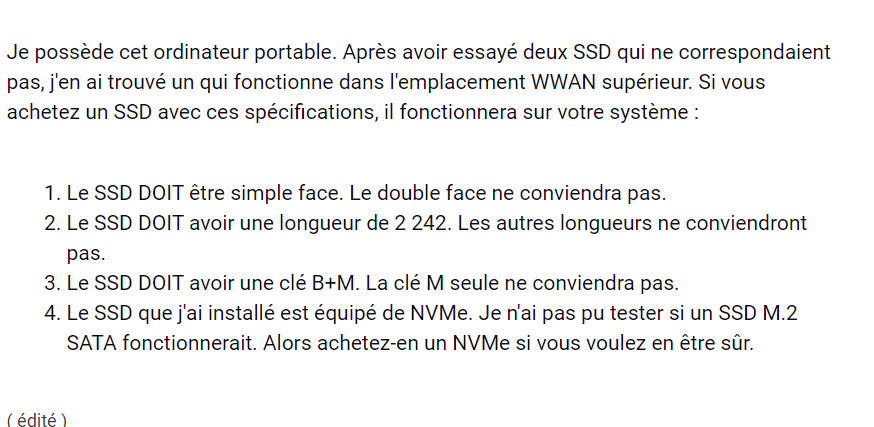 Je possède cet ordinateur portable. Après avoir essayé deux SSD qui ne correspondaient
pas, j'en ai trouvé un qui fonctionne dans l'emplacement WWAN supérieur. Si vous
achetez un SSD avec ces spécifications, il fonctionnera sur votre système :
1. Le SSD DOIT être simple face. Le double face ne conviendra pas.
2. Le SSD DOIT avoir une longueur de 2 242. Les autres longueurs ne conviendront
pas.
3. Le SSD DOIT avoir une clé B+M. La clé M seule ne conviendra pas.
4. Le SSD que j'ai installé est équipé de NVMe. Je n'ai pas pu tester si un SSD M.2
SATA fonctionnerait. Alors achetez-en un NVMe si vous voulez en être sûr.
( édité )